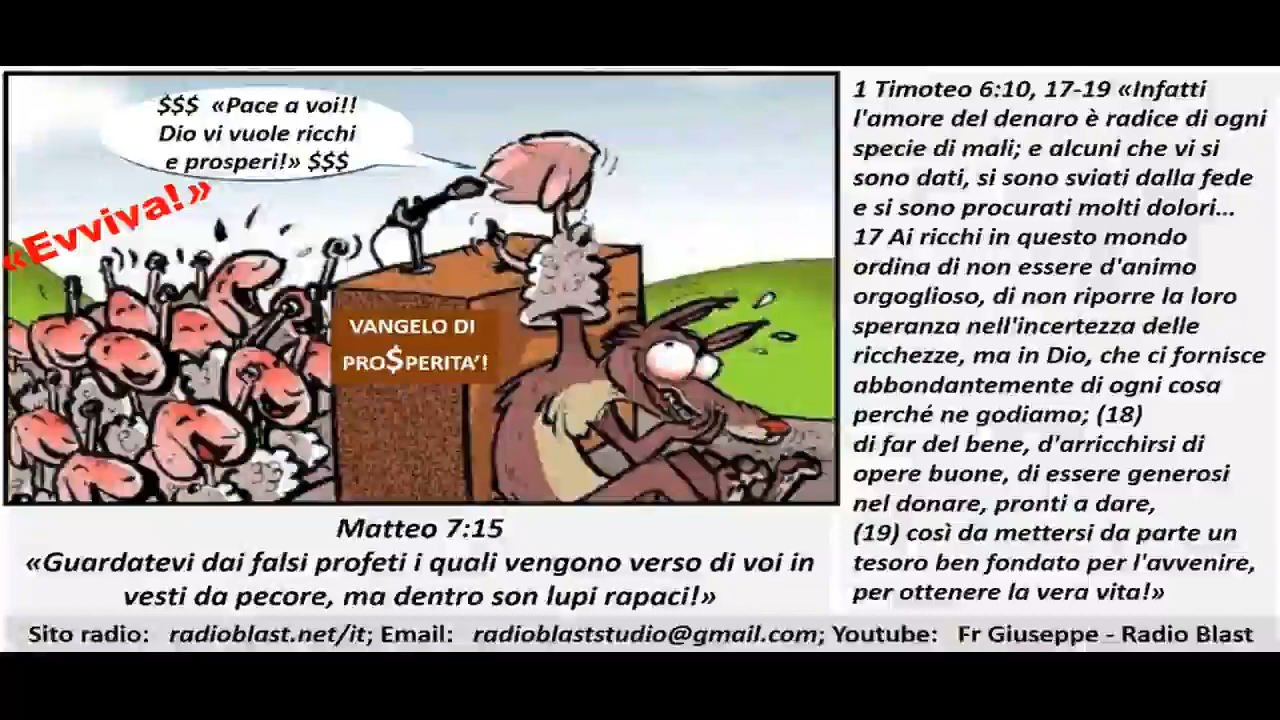 $$$ «Pace a voi!!
Dio vi vuole ricchi
e prosperi!» $$$
«Evviva!»
VANGELO DI
PRO$PERITA'!
Matteo 7:15
«Guardatevi dai falsi profeti i quali vengono verso di voi in
vesti da pecore, ma dentro son lupi rapaci!»
1 Timoteo 6:10, 17-19 «Infatti
l'amore del denaro è radice di ogni
specie di mali; e alcuni che vi si
sono dati, si sono sviati dalla fede
e si sono procurati molti dolori...
17 Ai ricchi in questo mondo
ordina di non essere d'animo
orgoglioso, di non riporre la loro
speranza nell'incertezza delle
ricchezze, ma in Dio, che ci fornisce
abbondantemente di ogni cosa
perché ne godiamo; (18)
di far del bene, d'arricchirsi di
opere buone, di essere generosi
nel donare, pronti a dare,
(19) così da mettersi da parte un
tesoro ben fondato per l'avvenire,
per ottenere la vera vita!»
Sito radio: radioblast.net/it; Email: radioblaststudio@gmail.com; Youtube: Fr Giuseppe - Radio Blast